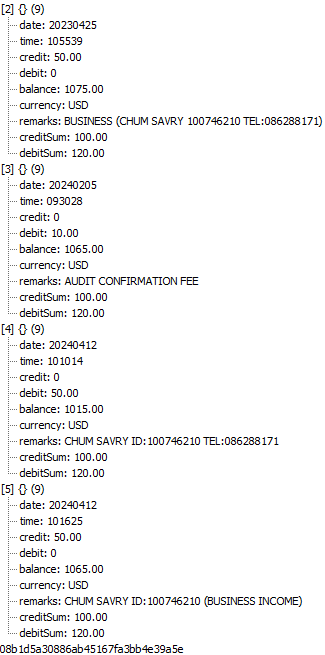 [2] {} (9)
date: 20230425
time: 105539
credit: 50.00
debit: 0
balance: 1075.00
currency: USD
remarks: BUSINESS (CHUM SAVRY 100746210 TEL:086288171)
creditSum: 100.00
debitSum: 120.00
[3] {} (9)
date: 20240205
time: 093028
credit: 0
debit: 10.00
balance: 1065.00
currency: USD
remarks: AUDIT CONFIRMATION FEE
creditSum: 100.00
debitSum: 120.00
[4] {} (9)
date: 20240412
time: 101014
credit: 0
debit: 50.00
balance: 1015.00
currency: USD
remarks: CHUM SAVRY ID:100746210 TEL:086288171
creditSum: 100.00
debitSum: 120.00
[5] {} (9)
date: 20240412
time: 101625
credit: 50.00
debit: 0
balance: 1065.00
currency: USD
remarks: CHUM SAVRY ID:100746210 (BUSINESS INCOME)
creditSum: 100.00
debitSum: 120.00
08b1d5a30886ab45167fa3bb4e39a5e